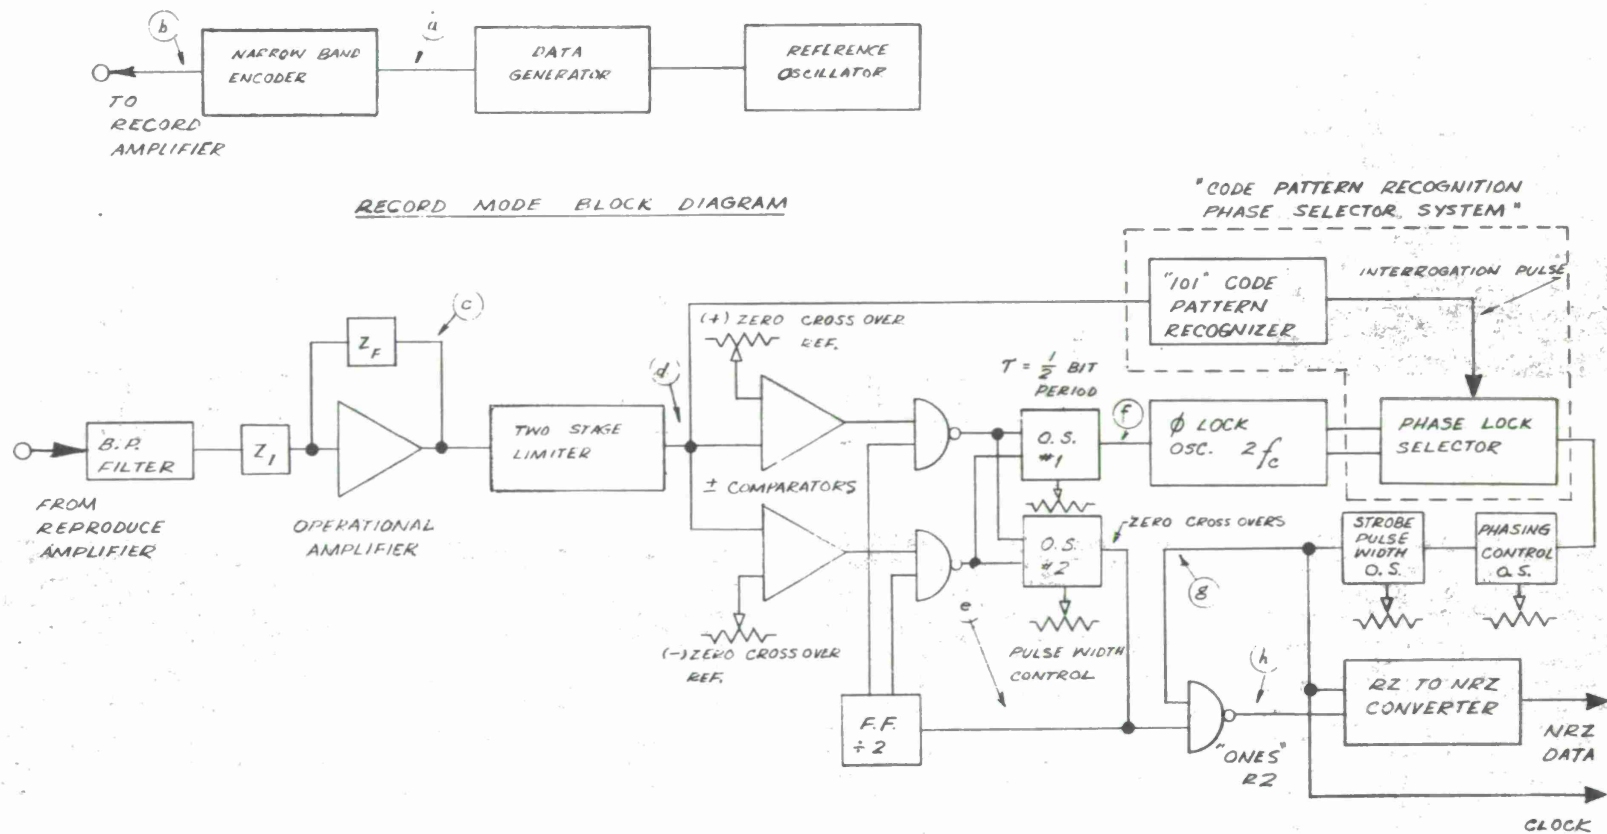 b
a
NARROW BAND
ENCODER
DATA
GENERATOR
REFERENCE
OSCILLATOR
TO
RECORD
AMPLIFIER
RECORD MODE BLOCK DIAGRAM
"CODE PATTERN RECOGNITION
PHASE SELECTOR SYSTEM"
"101" CODE
PATTERN
RECOGNIZER
INTERROGATION PULSE
c
(+) ZERO CROSS OVER
REF.
Z F
d
T = 1/2 BIT
PERIOD
f
B.P.
FILTER
Z 1
TWO STAGE
LIMITER
O.S.
#1
Φ LOCK
OSC. 2fc
PHASE LOCK
SELECTOR
± COMPARATORS
FROM
REPRODUCE
AMPLIFIER
OPERATIONAL
AMPLIFIER
ZERO CROSS OVERS
O.S.
#2
STROBE
PULSE
WIDTH
O.S.
PHASING
CONTROL
O.S.
g
e
(-) ZERO CROSS OVER
REF.
PULSE WIDTH
CONTROL
h
F.F.
÷2
RZ TO NRZ
CONVERTER
"ONES"
RZ
NRZ
DATA
CLOCK